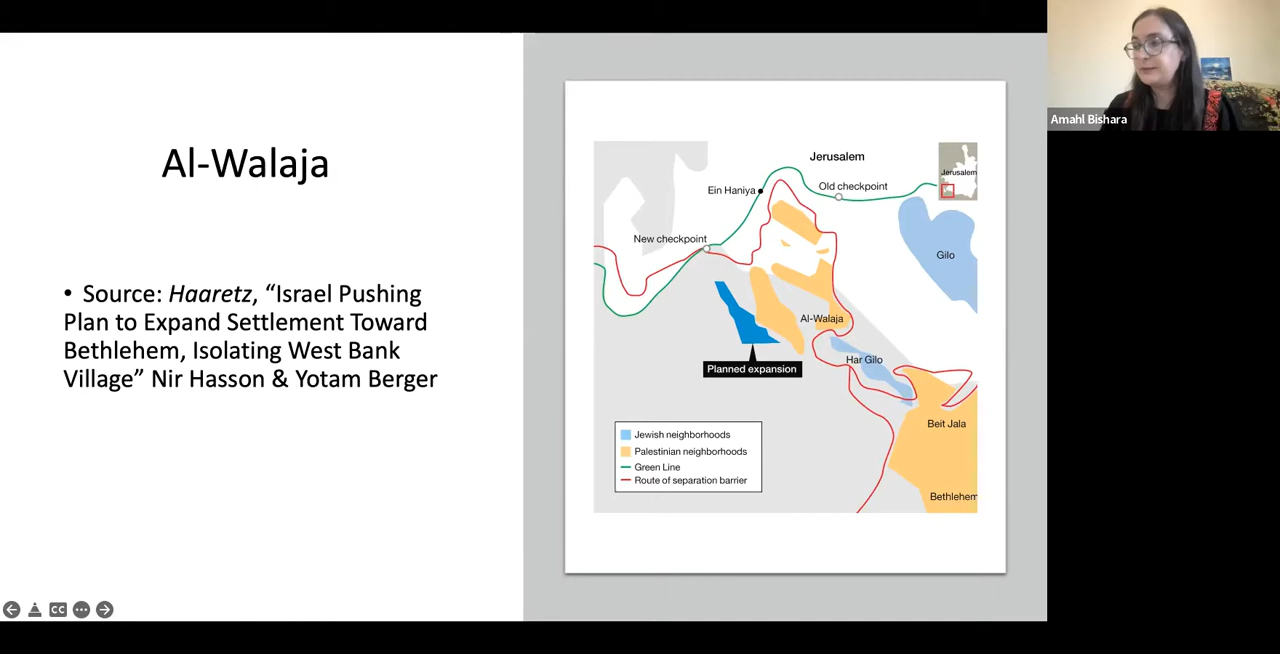 Al-Walaja
• Source: Haaretz, “Israel Pushing
Plan to Expand Settlement Toward
Bethlehem, Isolating West Bank
Village” Nir Hasson & Yotam Berger
Jerusalem
Ein Haniya
Old checkpoint
Jerusalem
New checkpoint
Gilo
Al-Walaja
Har Gilo
Planned expansion
Beit Jala
Bethlehem
Jewish neighborhoods
Palestinian neighborhoods
Green Line
Route of separation barrier
Amahl Bishara
CC